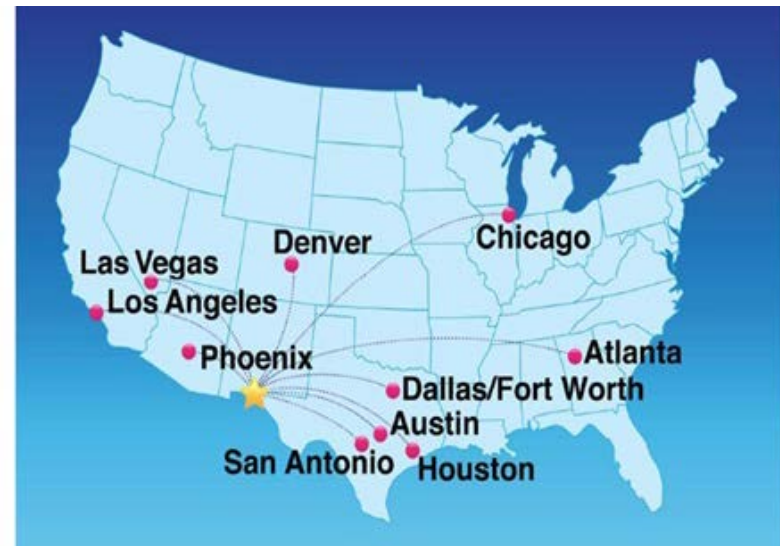 Denver
Chicago
Las Vegas
Los Angeles
Phoenix
Atlanta
Dallas/Fort Worth
Austin
San Antonio
Houston